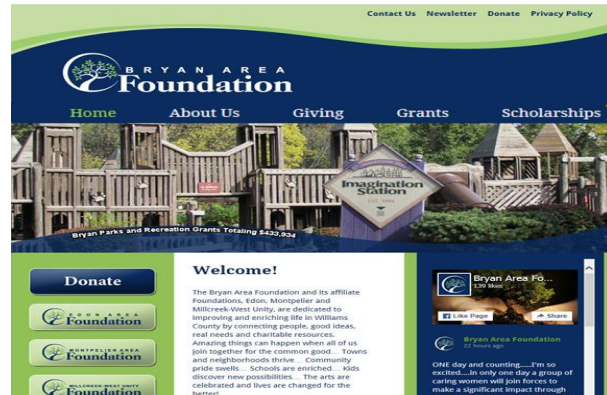 Contact Us Newsletter Donate Privacy Policy
BRYAN AREA
Foundation
Home About Us Giving Grants Scholarships
Imagination
Station
Bryan Parks and Recreation Grants Totaling $433,934
Donate
EDON AREA
Foundation
MONTPELIER AREA
Foundation
MILLCREEK-WEST UNITY
Foundation
Welcome!
The Bryan Area Foundation and its affiliate
Foundations, Edon, Montpelier and
Millcreek-West Unity, are dedicated to
improving and enriching life in Williams
County by connecting people, good ideas,
real needs and charitable resources.
Amazing things can happen when all of us
join together for the common good... Towns
and neighborhoods thrive... Community
pride swells... Schools are enriched... Kids
discover new possibilities... The arts are
celebrated and lives are changed for the
better!
Bryan Area Fo...
139 likes
Like Page Share
Bryan Area Foundation
22 hours ago
ONE day and counting.....I'm so
excited....in only one day a group of
caring women will join forces to
make a significant impact through